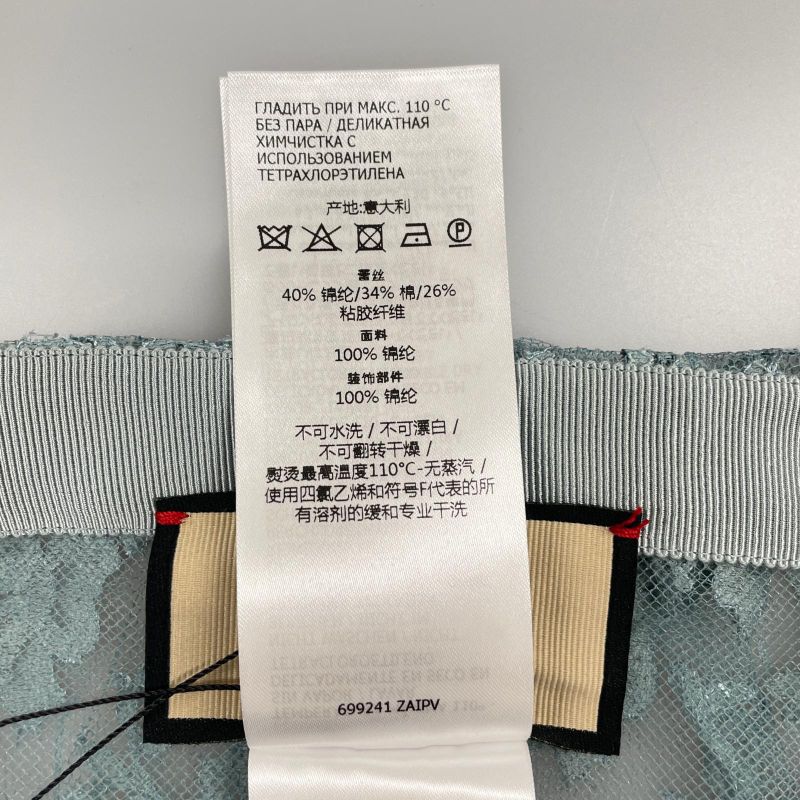 ГЛАДИТЬ ПРИ МАКС. 110 °C
БЕЗ ПАРА / ДЕЛИКАТНАЯ
ХИМЧИСТКА С
ИСПОЛЬЗОВАНИЕМ
ТЕТРАХЛОРЭТИЛЕНА
产地:意大利
P
蕾丝
40% 锦纶/34% 棉/26%
粘胶纤维
面料
100% 锦纶
装饰部件
100% 锦纶
不可水洗 / 不可漂白 /
不可翻转干燥 /
熨烫最高温度110°C-无蒸汽 /
使用四氯乙烯和符号F代表的所
有溶剂的缓和专业干洗
699241 ZAIPV